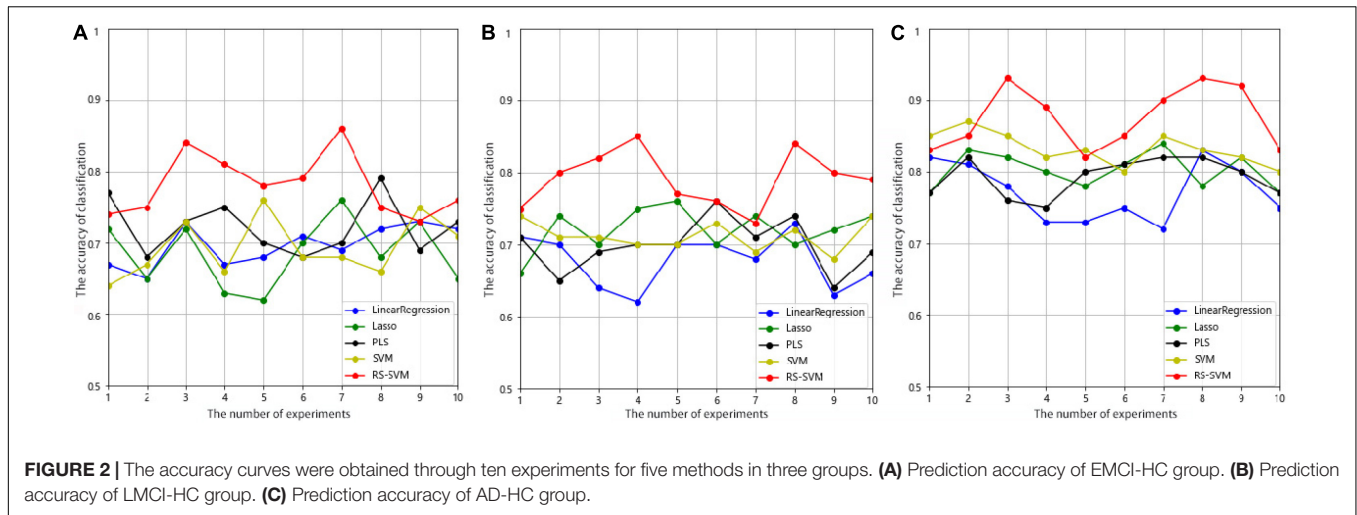 A
1
0.9
0.8
0.7
0.6
0.5
The accuracy of classification
1 2 3 4 5 6 7 8 9 10
The number of experiments
LinearRegression
Lasso
PLS
SVM
RS-SVM
B
1
0.9
0.8
0.7
0.6
0.5
The accuracy of classification
1 2 3 4 5 6 7 8 9 10
The number of experiments
LinearRegression
Lasso
PLS
SVM
RS-SVM
C
1
0.9
0.8
0.7
0.6
0.5
The accuracy of classification
1 2 3 4 5 6 7 8 9 10
The number of experiments
LinearRegression
Lasso
PLS
SVM
RS-SVM
FIGURE 2 | The accuracy curves were obtained through ten experiments for five methods in three groups. (A) Prediction accuracy of EMCI-HC group. (B) Prediction
accuracy of LMCI-HC group. (C) Prediction accuracy of AD-HC group.